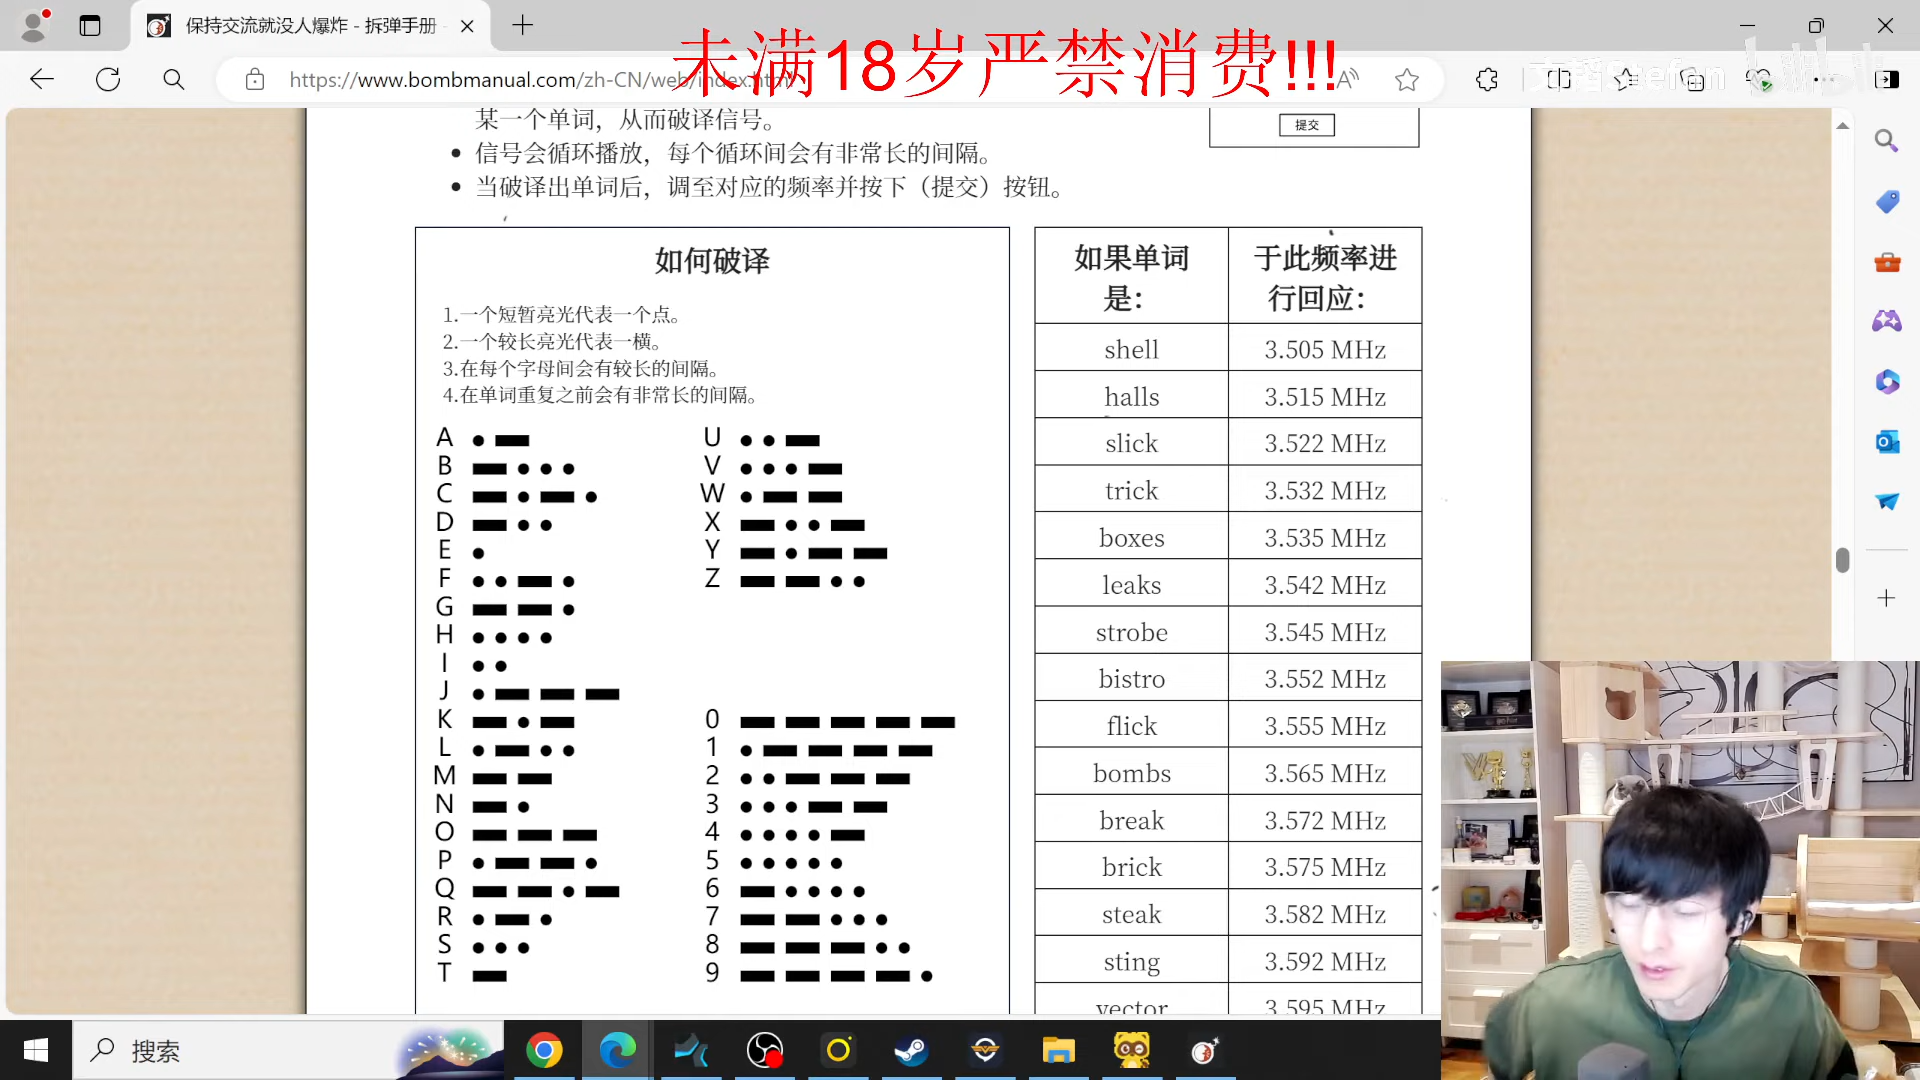 保持交流就没人爆炸 - 拆弹手册
未满18岁严禁消费!!!
https://www.bombmanual.com/zh-CN/web/index.htm
某一个单词，从而破译信号。
提交
信号会循环播放，每个循环间会有非常长的间隔。
当破译出单词后，调至对应的频率并按下（提交）按钮。
如何破译
1.一个短暂亮光代表一个点。
2.一个较长亮光代表一横。
3.在每个字母间会有较长的间隔。
4.在单词重复之前会有非常长的间隔。
A
B
C
D
E
F
G
H
I
J
K
L
M
N
O
P
Q
R
S
T
U
V
W
X
Y
Z
0
1
2
3
4
5
6
7
8
9
如果单词是： 于此频率进行回应：
shell 3.505 MHz
halls 3.515 MHz
slick 3.522 MHz
trick 3.532 MHz
boxes 3.535 MHz
leaks 3.542 MHz
strobe 3.545 MHz
bistro 3.552 MHz
flick 3.555 MHz
bombs 3.565 MHz
break 3.572 MHz
brick 3.575 MHz
steak 3.582 MHz
sting 3.592 MHz
vector 3.595 MHz
搜索